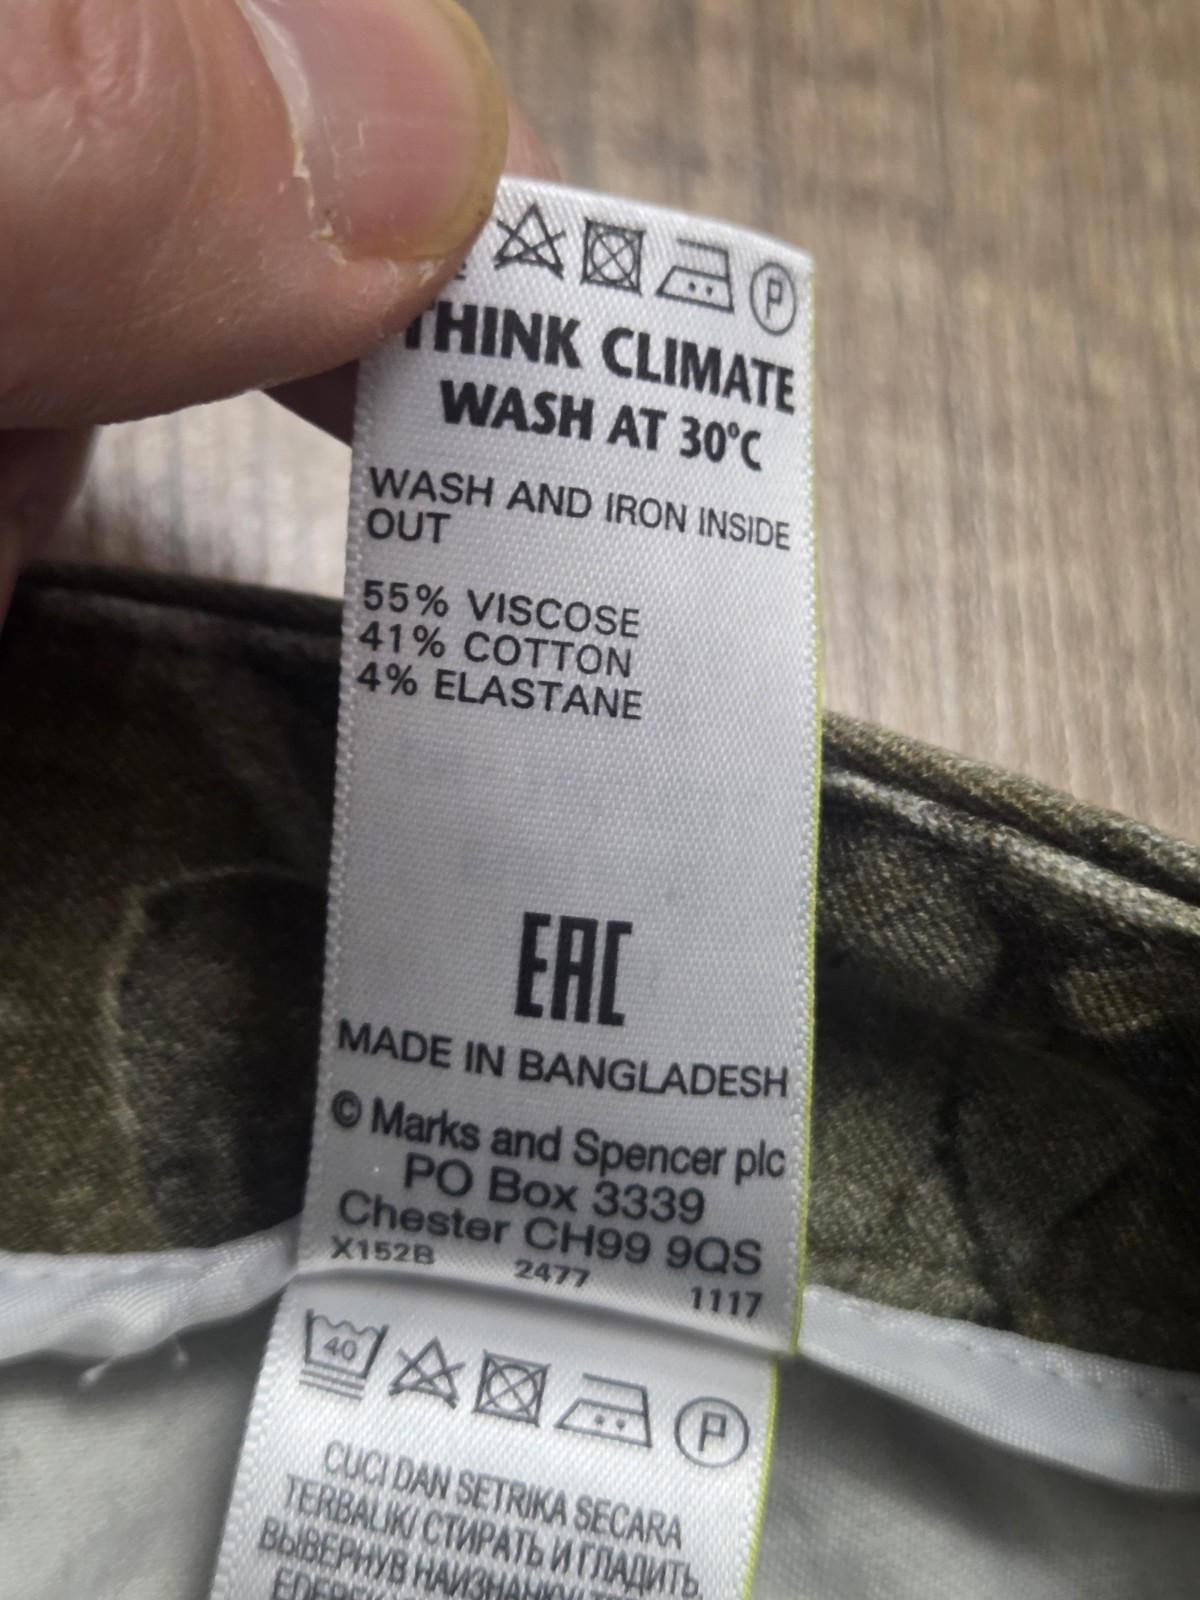 P
THINK CLIMATE
WASH AT 30°C
WASH AND IRON INSIDE
OUT
55% VISCOSE
41% COTTON
4% ELASTANE
EAC
MADE IN BANGLADESH
© Marks and Spencer plc
PO Box 3339
Chester CH99 9QS
X152B 2477 1117
40 P
CUCI DAN SETRIKA SECARA
TERBALIK/ СТИРАТЬ И ГЛАДИТЬ,
ВЫВЕРНУВ НАИЗНАНКУ/